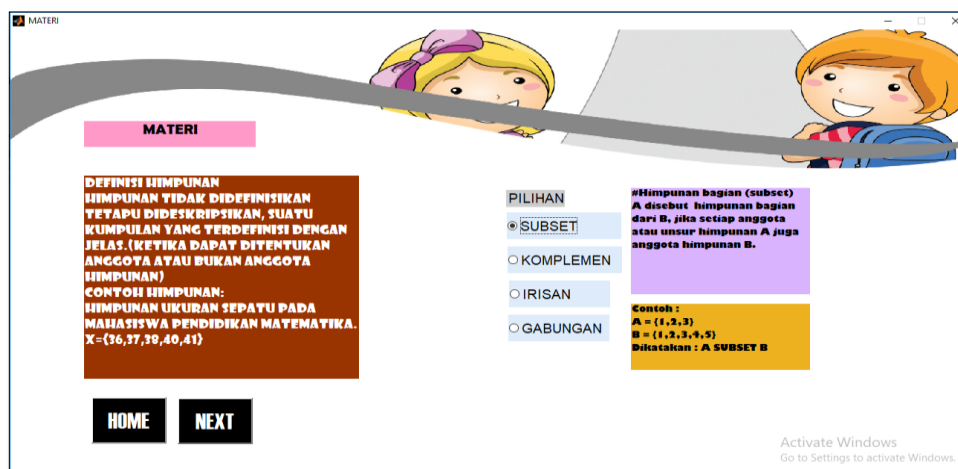 MATERI
MATERI
DEFINISI HIMPUNAN
HIMPUNAN TIDAK DIDEFINISIKAN
TETAPU DIDESKRIPSIKAN, SUATU
KUMPULAN YANG TERDEFINISI DENGAN
JELAS.(KETIKA DAPAT DITENTUKAN
ANGGOTA ATAU BUKAN ANGGOTA
HIMPUNAN)
CONTOH HIMPUNAN:
HIMPUNAN UKURAN SEPATU PADA
MAHASISWA PENDIDIKAN MATEMATIKA.
X={36,37,38,40,41}
HOME
NEXT
PILIHAN
SUBSET
KOMPLEMEN
IRISAN
GABUNGAN
#Himpunan bagian (subset)
A disebut himpunan bagian
dari B, jika setiap anggota
atau unsur himpunan A juga
anggota himpunan B.
Contoh :
A = {1,2,3}
B = {1,2,3,4,5}
Dikatakan : A SUBSET B
Activate Windows
Go to Settings to activate Windows.